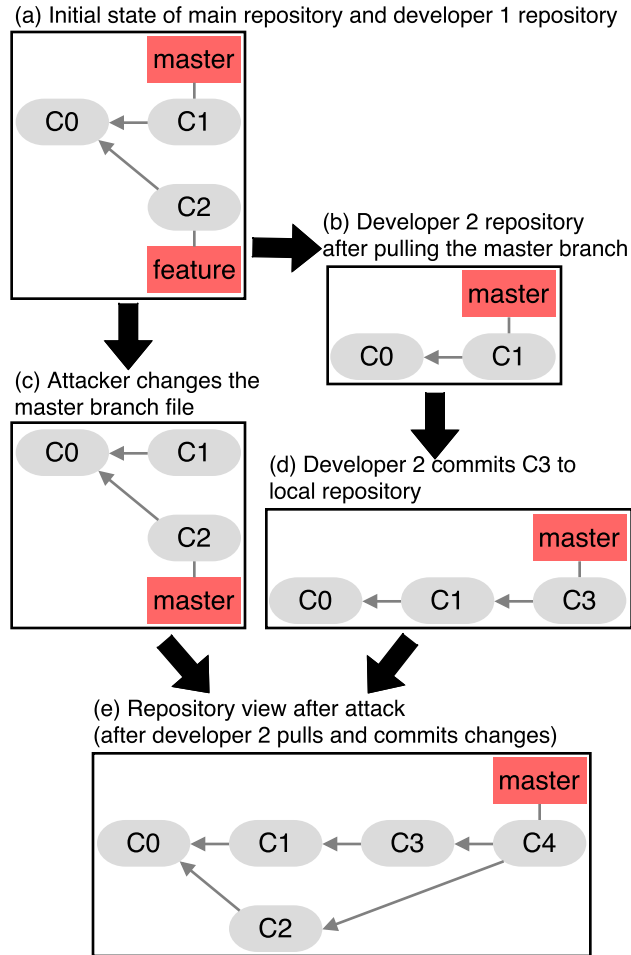 (a) Initial state of main repository and developer 1 repository
master
C0
C1
C2
feature
(b) Developer 2 repository
after pulling the master branch
master
C0
C1
(c) Attacker changes the
master branch file
C0
C1
C2
master
(d) Developer 2 commits C3 to
local repository
master
C0
C1
C3
(e) Repository view after attack
(after developer 2 pulls and commits changes)
master
C0
C1
C3
C4
C2